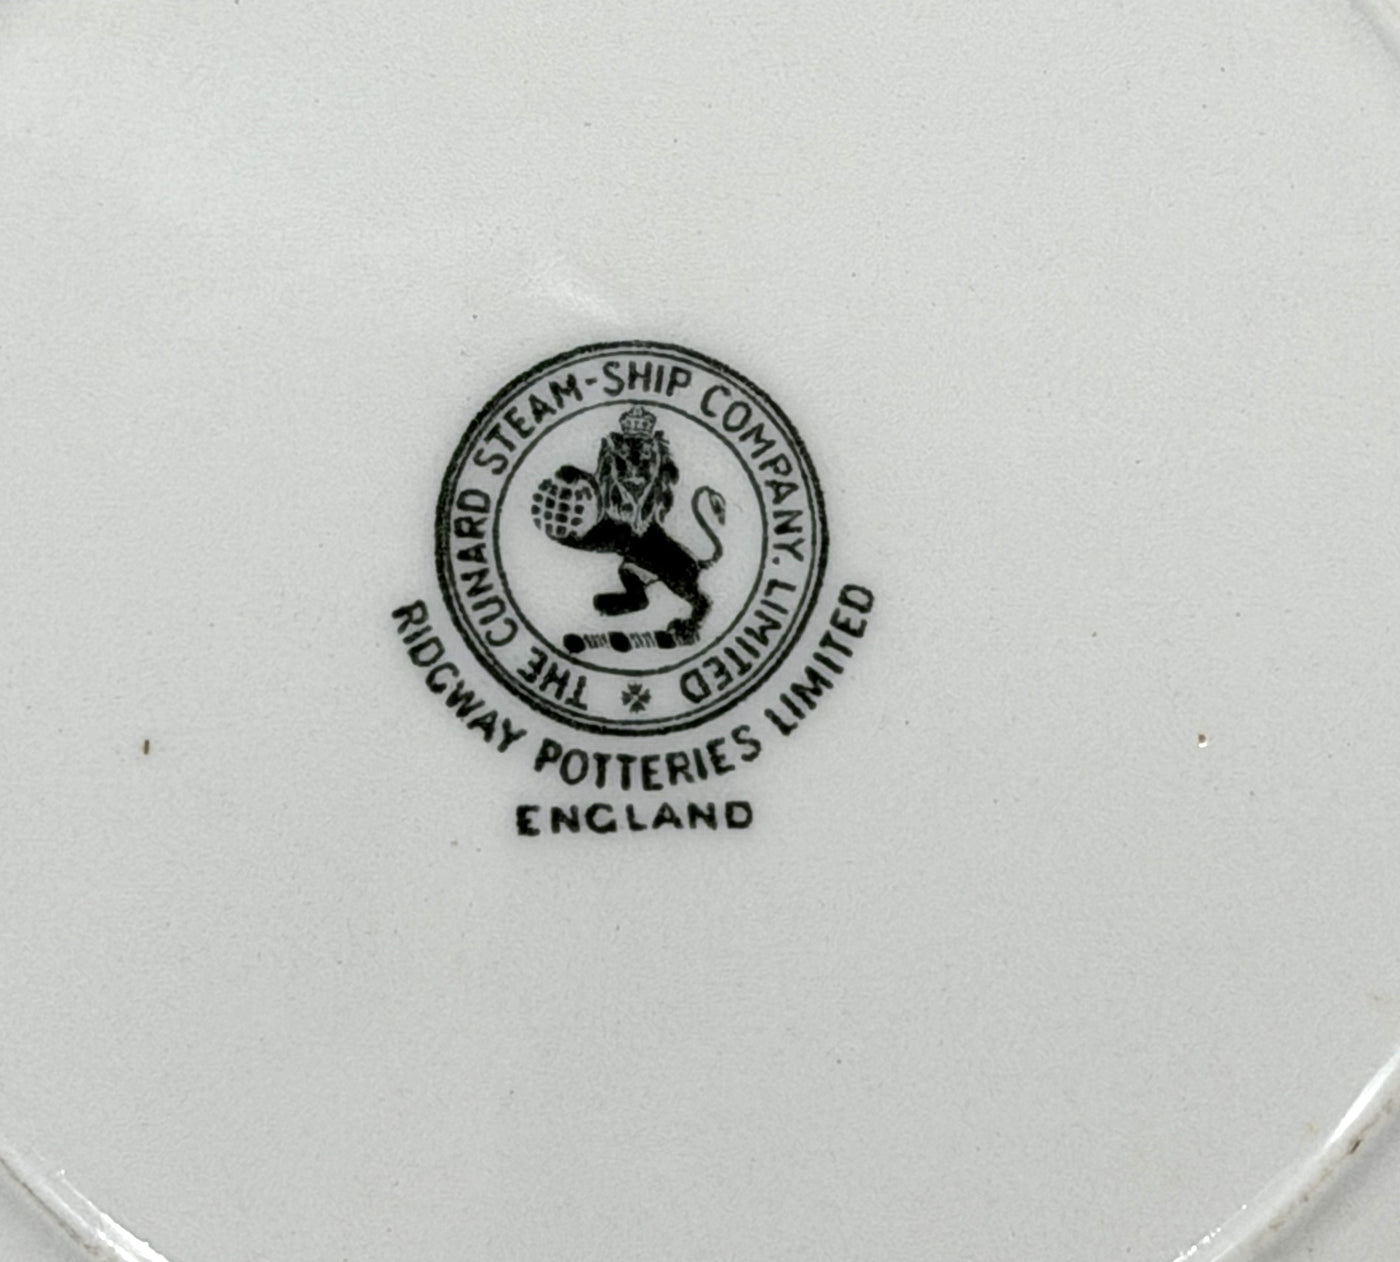 THE CUNARD STEAM-SHIP COMPANY, LIMITED
RIDGWAY POTTERIES LIMITED
ENGLAND